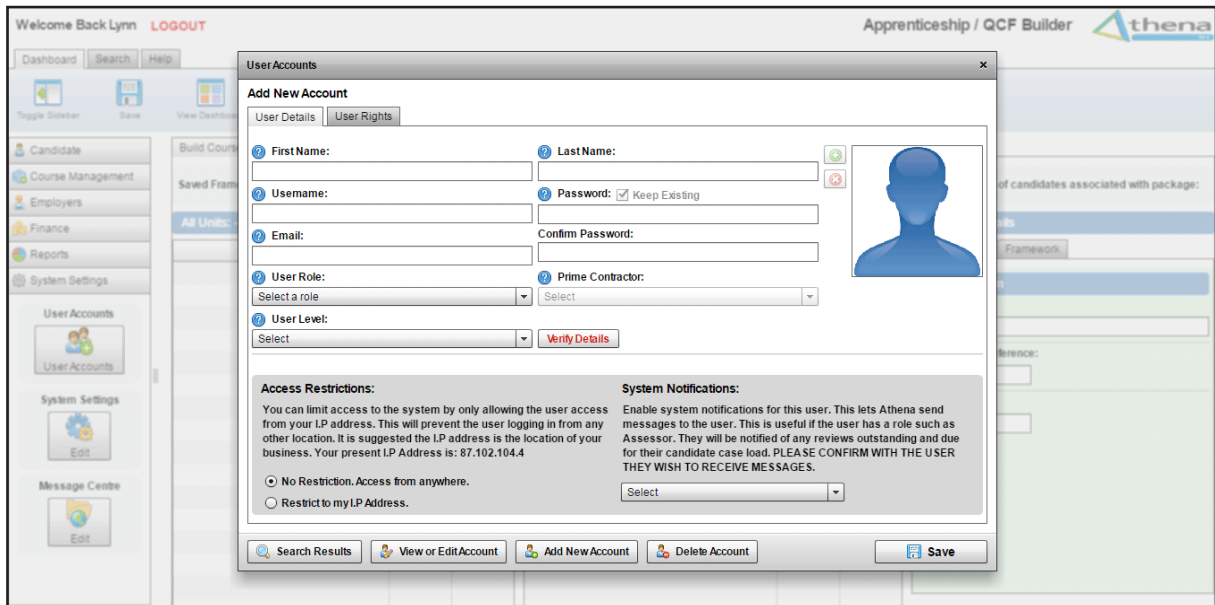 Welcome Back Lynn LOGOUT
Apprenticeship / QCF Builder Athena
Dashboard Search Help
Toggle Sidebar Save View Dashboa
Candidate
Course Management
Employers
Finance
Reports
System Settings
User Accounts
User Accounts
System Settings
Edit
Message Centre
Edit
Build Cours
Saved Fram
All Units: -
User Accounts x
Add New Account
User Details User Rights
First Name: Last Name:
Username: Password: Keep Existing
Email: Confirm Password:
User Role: Prime Contractor:
Select a role Select
User Level:
Select Verify Details
Access Restrictions:
You can limit access to the system by only allowing the user access
from your I.P address. This will prevent the user logging in from any
other location. It is suggested the I.P address is the location of your
business. Your present I.P Address is: 87.102.104.4
No Restriction. Access from anywhere.
Restrict to my I.P Address.
System Notifications:
Enable system notifications for this user. This lets Athena send
messages to the user. This is useful if the user has a role such as
Assessor. They will be notified of any reviews outstanding and due
for their candidate case load. PLEASE CONFIRM WITH THE USER
THEY WISH TO RECEIVE MESSAGES.
Select
Search Results View or Edit Account Add New Account Delete Account Save
of candidates associated with package:
ils
Framework
n
ference: